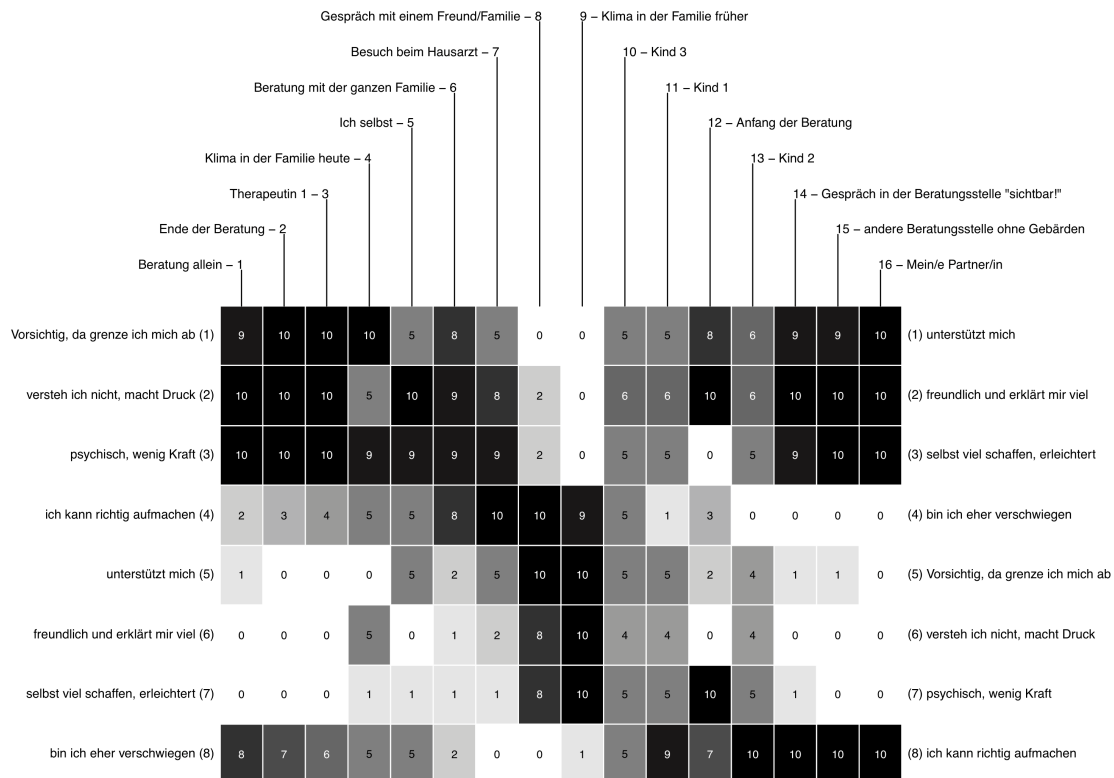 Gespräch mit einem Freund/Familie – 8
9 – Klima in der Familie früher
Besuch beim Hausarzt – 7
10 – Kind 3
Beratung mit der ganzen Familie – 6
11 – Kind 1
Ich selbst – 5
12 – Anfang der Beratung
Klima in der Familie heute – 4
13 – Kind 2
Therapeutin 1 – 3
14 – Gespräch in der Beratungsstelle "sichtbar!"
Ende der Beratung – 2
15 – andere Beratungsstelle ohne Gebärden
Beratung allein – 1
16 – Mein/e Partner/in
Vorsichtig, da grenze ich mich ab (1) 9 10 10 10 5 8 5 0 0 5 5 8 6 9 9 10 (1) unterstützt mich
versteh ich nicht, macht Druck (2) 10 10 10 5 10 9 8 2 0 6 6 10 6 10 10 10 (2) freundlich und erklärt mir viel
psychisch, wenig Kraft (3) 10 10 10 9 9 9 9 2 0 5 5 0 5 9 10 10 (3) selbst viel schaffen, erleichtert
ich kann richtig aufmachen (4) 2 3 4 5 5 8 10 10 9 5 1 3 0 0 0 0 (4) bin ich eher verschwiegen
unterstützt mich (5) 1 0 0 0 5 2 5 10 10 5 5 2 4 1 1 0 (5) Vorsichtig, da grenze ich mich ab
freundlich und erklärt mir viel (6) 0 0 0 5 0 1 2 8 10 4 4 0 4 0 0 0 (6) versteh ich nicht, macht Druck
selbst viel schaffen, erleichtert (7) 0 0 0 1 1 1 1 8 10 5 5 10 5 1 0 0 (7) psychisch, wenig Kraft
bin ich eher verschwiegen (8) 8 7 6 5 5 2 0 0 1 5 9 7 10 10 10 10 (8) ich kann richtig aufmachen